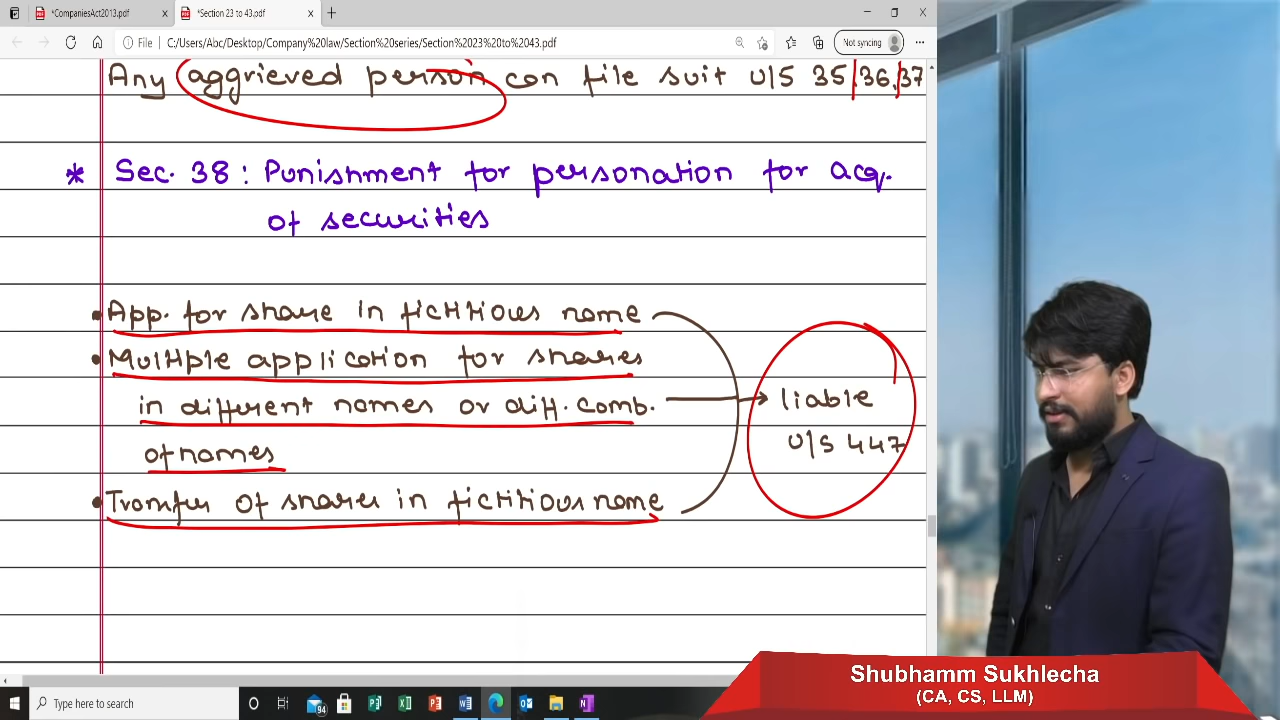 *CompaniesAct2013.pdf
*Section 23 to 43.pdf
File C:/Users/Abc/Desktop/Company%20law/Section%20series/Section%2023%20to%2043.pdf
Not syncing
Any aggrieved person can file suit U/S 35, 36, 37
* Sec. 38 : Punishment for personation for acq.
of securities
• App. for share in fictitious name
• Multiple application for shares
in different names or diff. comb.
of names
• Transfer of shares in fictitious name
liable
U/S 447
Type here to search
94
Shubhamm Sukhlecha
(CA, CS, LLM)